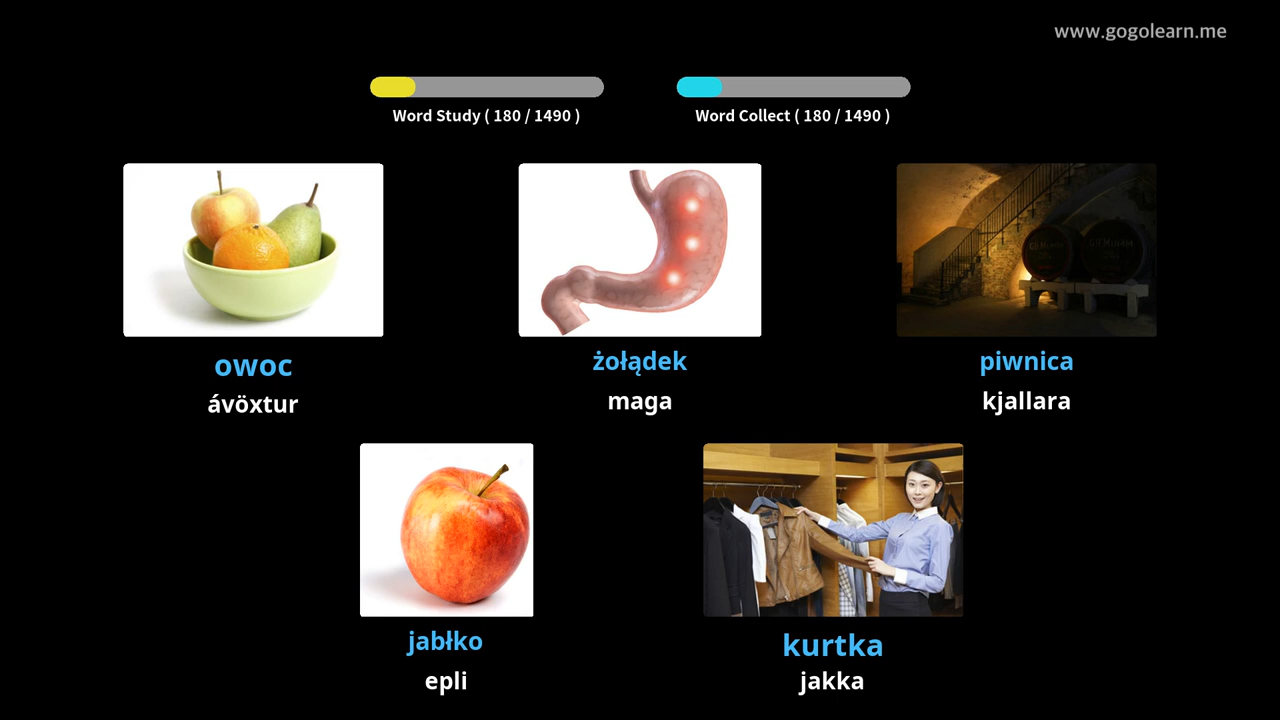 www.gogolearn.me
Word Study ( 180 / 1490 )
Word Collect ( 180 / 1490 )
owoc
ávöxtur
żołądek
maga
piwnica
kjallara
jabłko
epli
kurtka
jakka